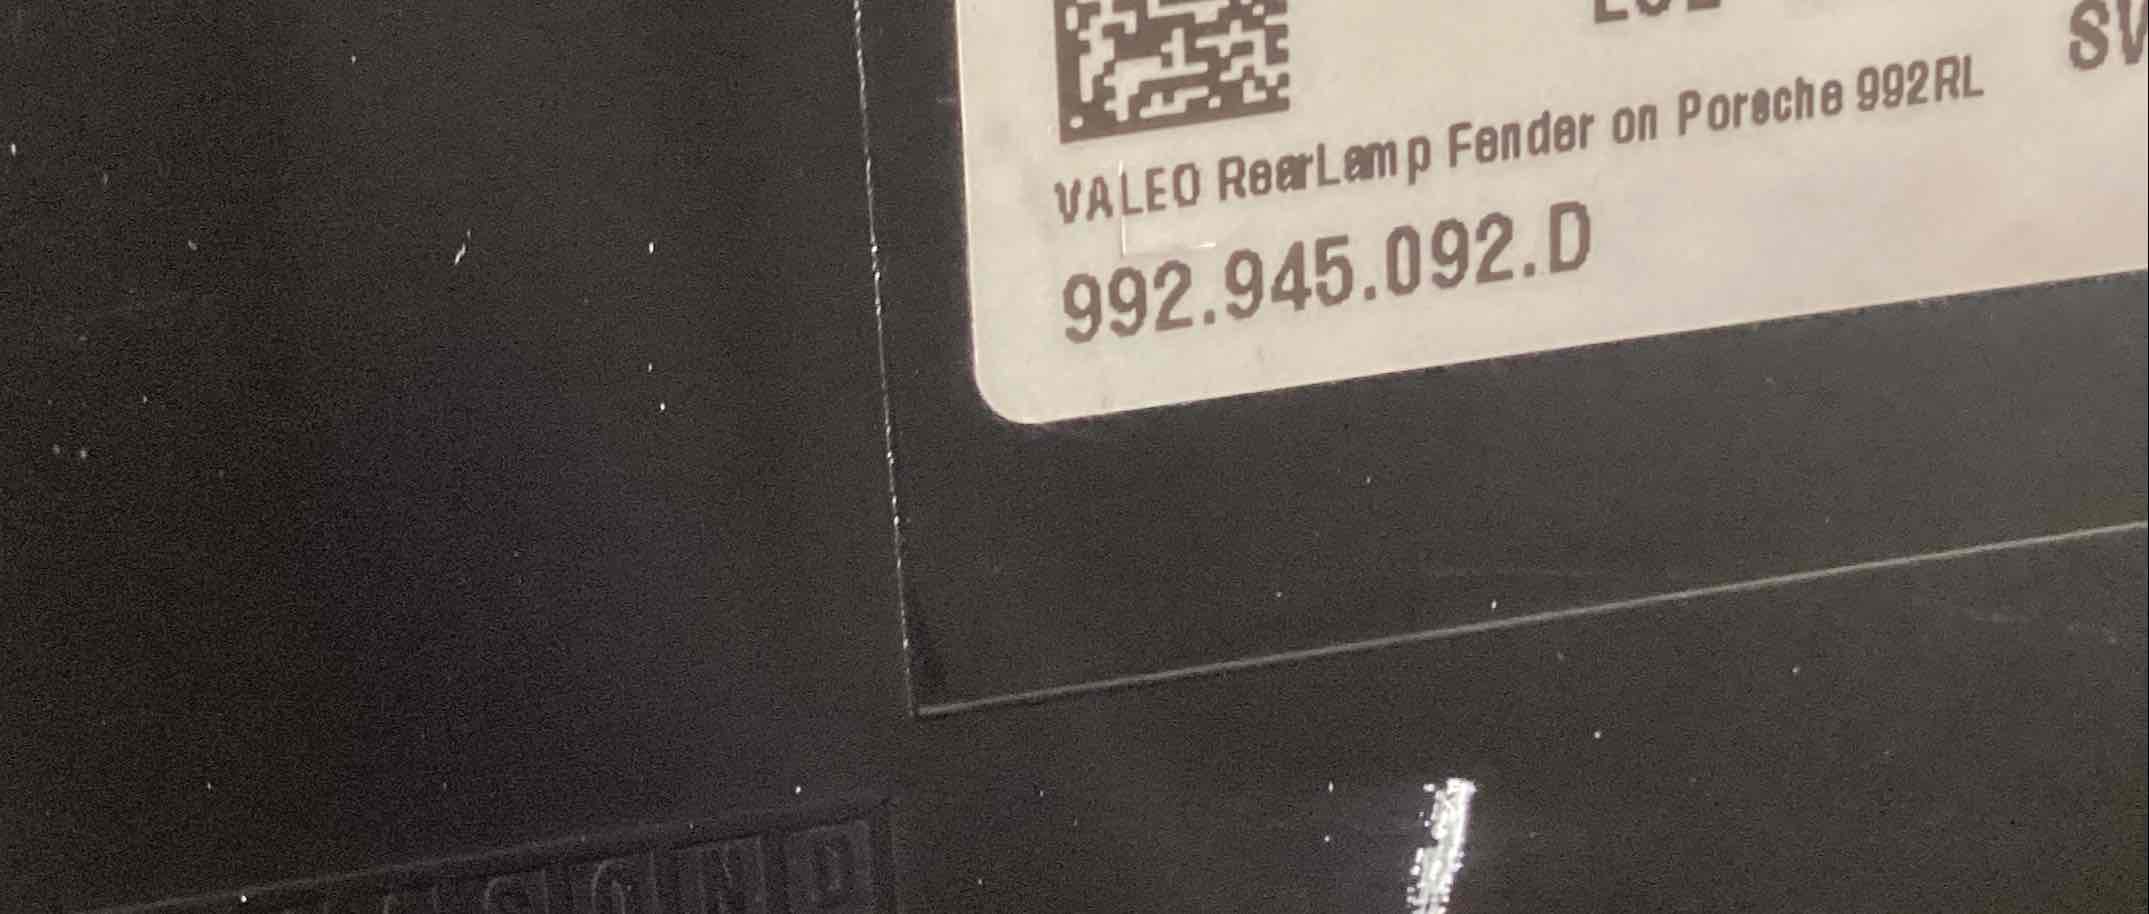 VALEO RearLamp Fender on Porsche 992RL
992.945.092.D
S O N D